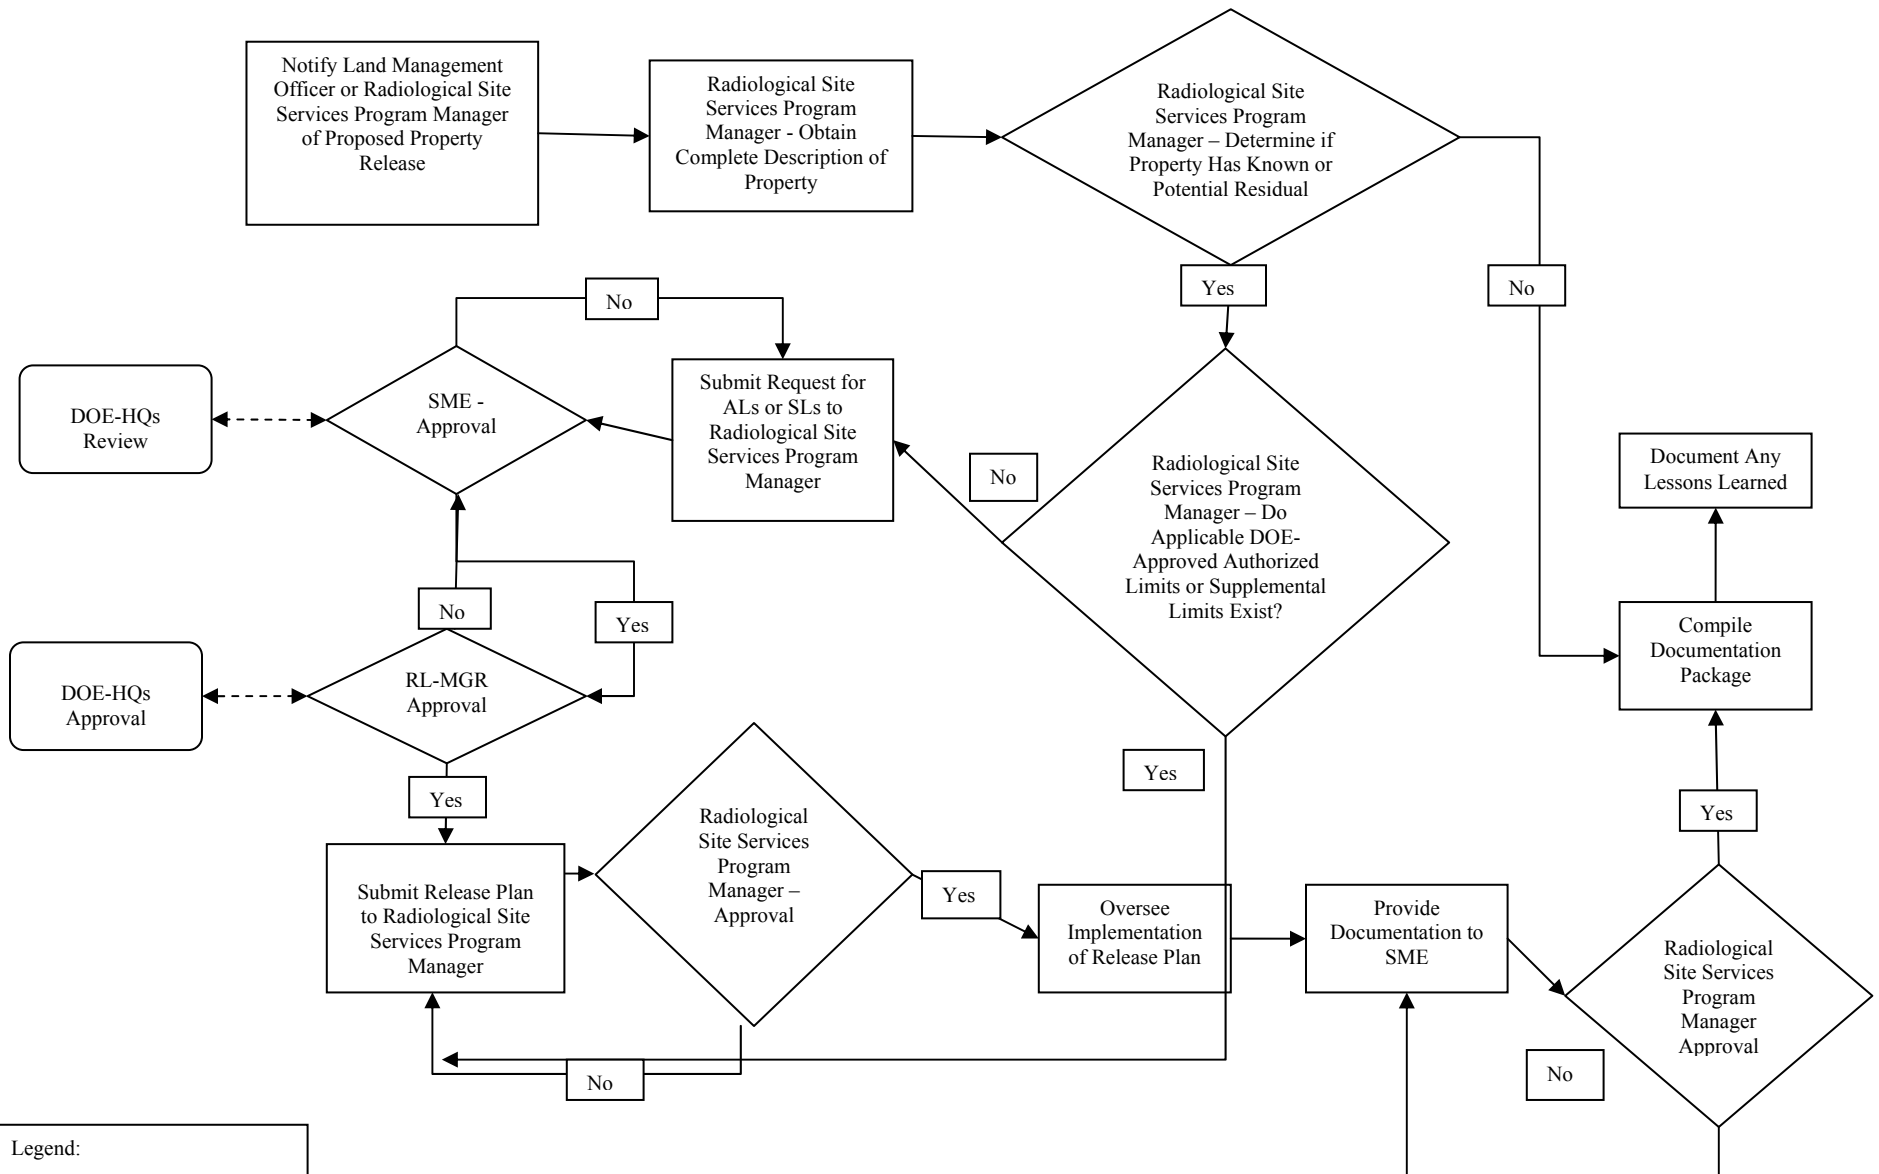 Notify Land Management
Officer or Radiological Site
Services Program Manager
of Proposed Property
Release
Radiological Site
Services Program
Manager - Obtain
Complete Description of
Property
Radiological Site
Services Program
Manager – Determine if
Property Has Known or
Potential Residual
Yes
No
No
DOE-HQs
Review
SME -
Approval
Submit Request for
ALs or SLs to
Radiological Site
Services Program
Manager
No
Radiological Site
Services Program
Manager – Do
Applicable DOE-
Approved Authorized
Limits or Supplemental
Limits Exist?
Document Any
Lessons Learned
No
Yes
Compile
Documentation
Package
DOE-HQs
Approval
RL-MGR
Approval
Yes
Yes
Yes
Submit Release Plan
to Radiological Site
Services Program
Manager
Radiological
Site Services
Program
Manager –
Approval
Yes
Oversee
Implementation
of Release Plan
Provide
Documentation to
SME
Radiological
Site Services
Program
Manager
Approval
No
No
Legend: